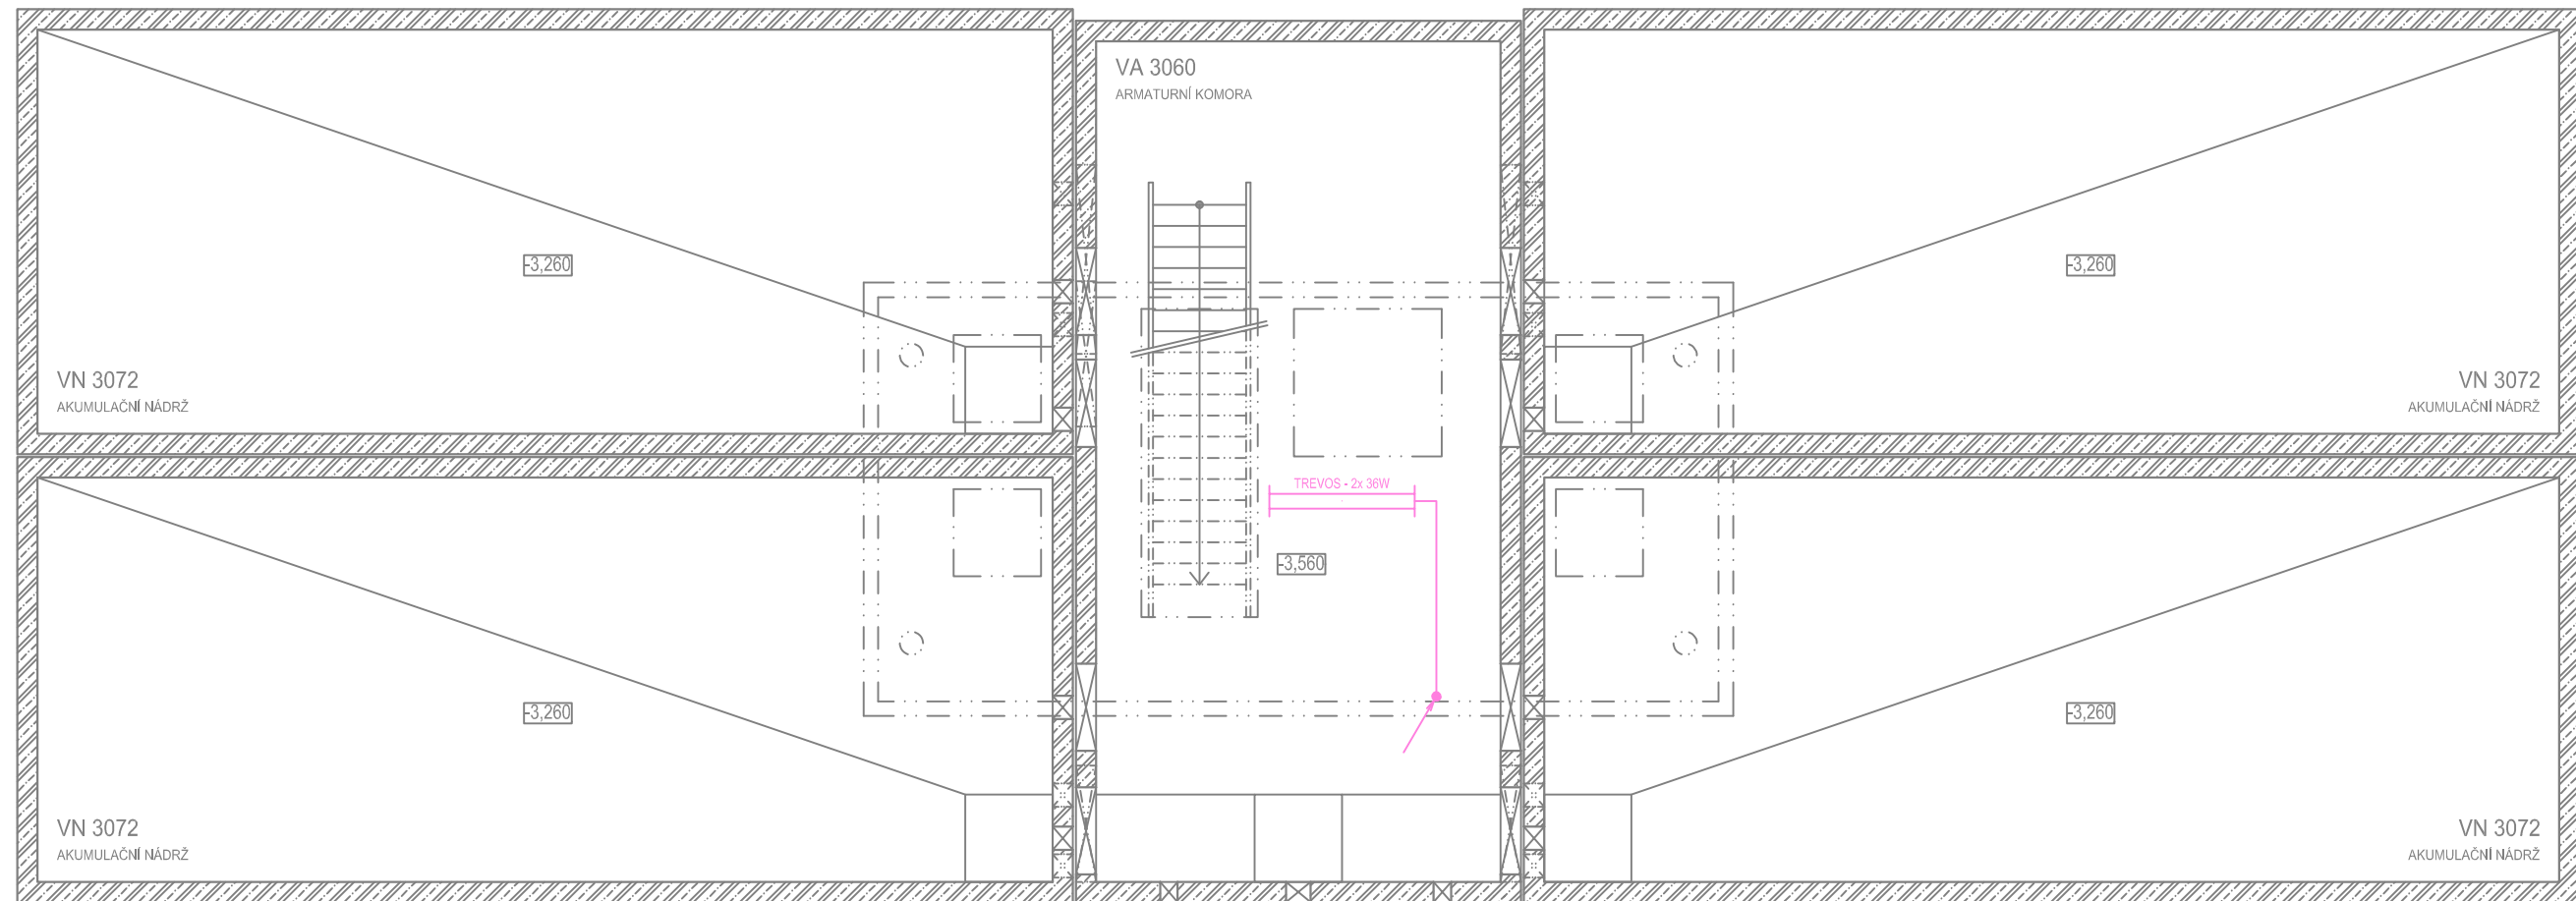 VA 3060
ARMATURNÍ KOMORA
-3,260
-3,260
VN 3072
AKUMULAČNÍ NÁDRŽ
VN 3072
AKUMULAČNÍ NÁDRŽ
TREVOS - 2x 36W
-3,560
-3,260
-3,260
VN 3072
AKUMULAČNÍ NÁDRŽ
VN 3072
AKUMULAČNÍ NÁDRŽ